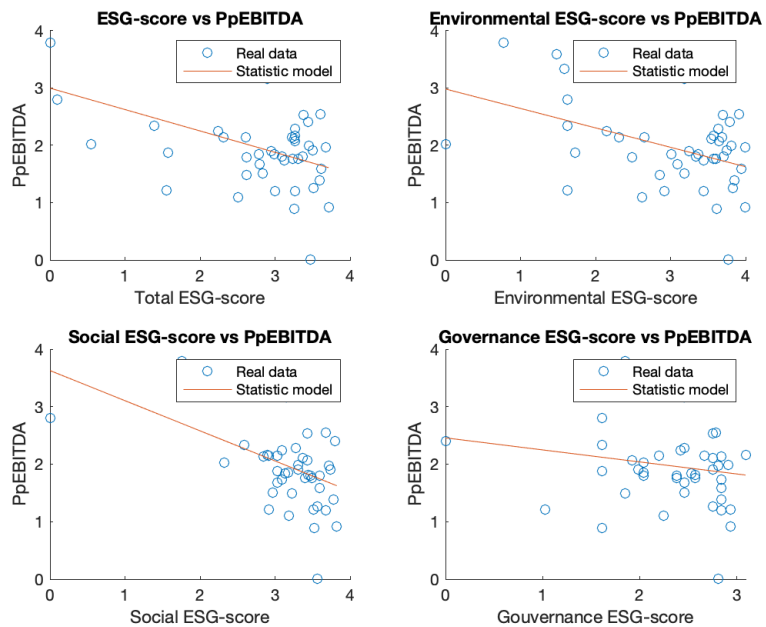 ESG-score vs PpEBITDA
4
3
2
1
0
PpEBITDA
Real data
Statistic model
0 1 2 3 4
Total ESG-score
Environmental ESG-score vs PpEBITDA
4
3
2
1
0
PpEBITDA
Real data
Statistic model
0 1 2 3 4
Environmental ESG-score
Social ESG-score vs PpEBITDA
4
3
2
1
0
PpEBITDA
Real data
Statistic model
0 1 2 3 4
Social ESG-score
Governance ESG-score vs PpEBITDA
4
3
2
1
0
PpEBITDA
Real data
Statistic model
0 1 2 3
Gouvernance ESG-score